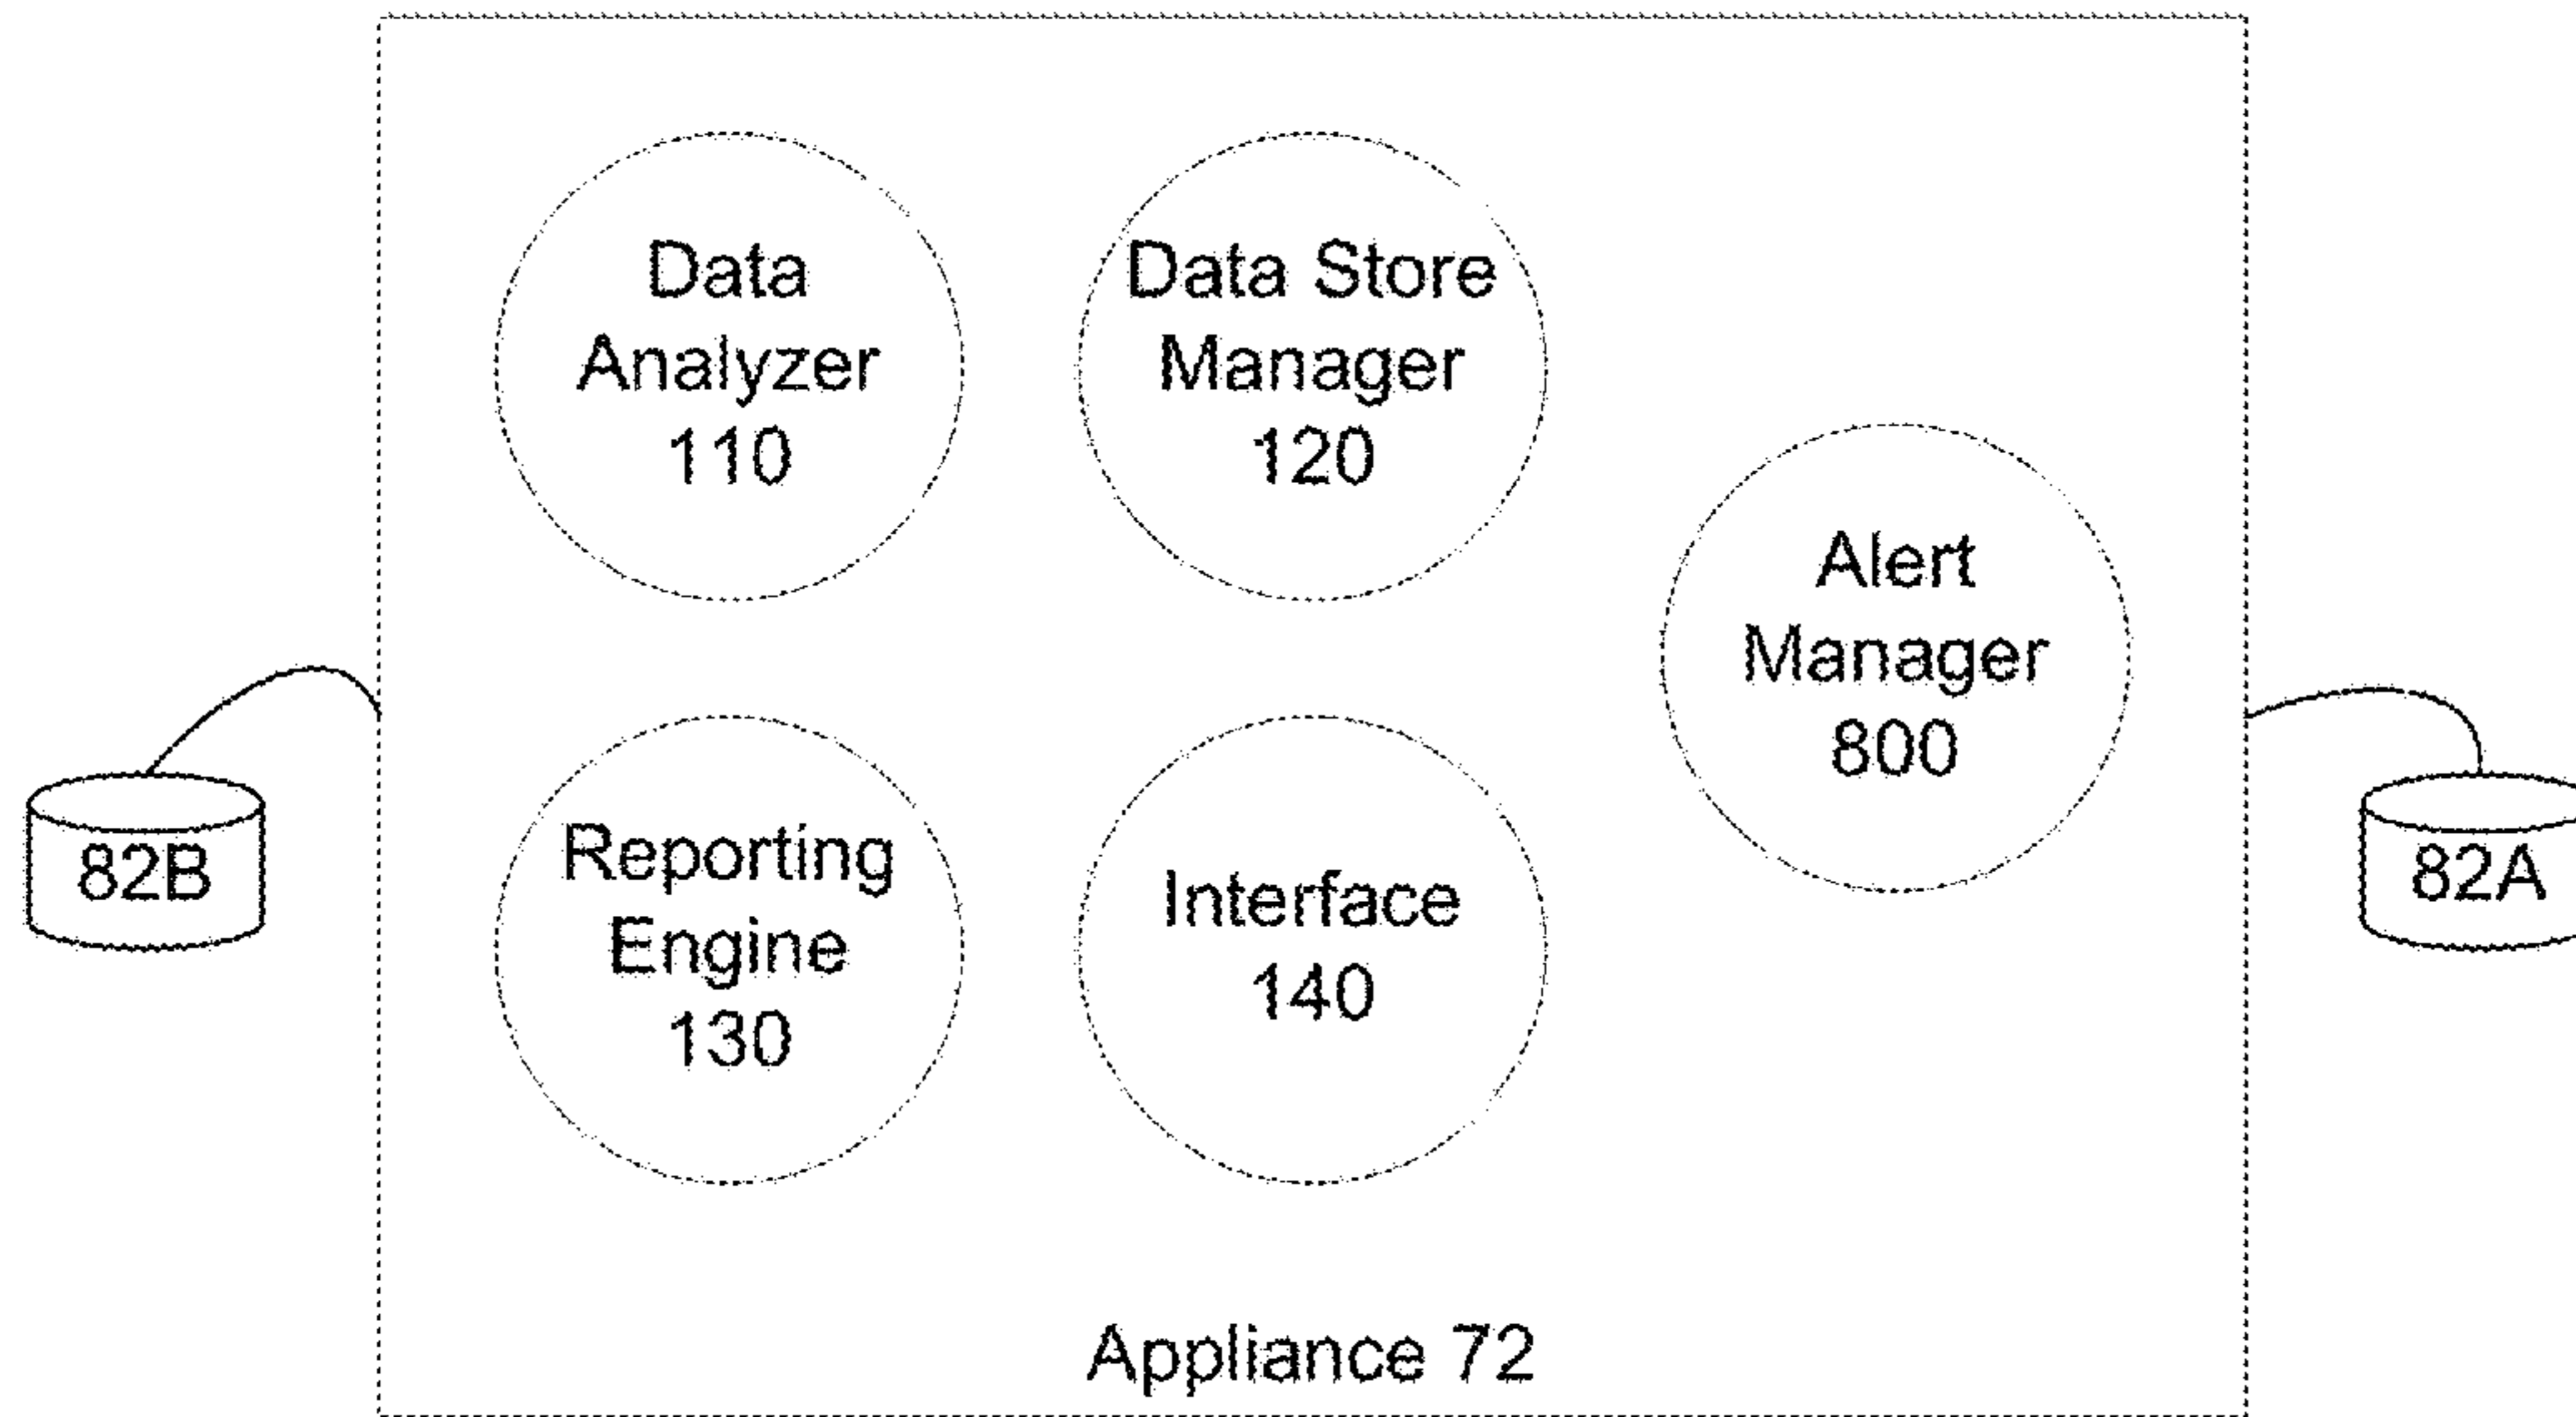 Data
Analyzer
110
Data Store
Manager
120
Alert
Manager
800
82B
Reporting
Engine
130
Interface
140
82A
Appliance 72